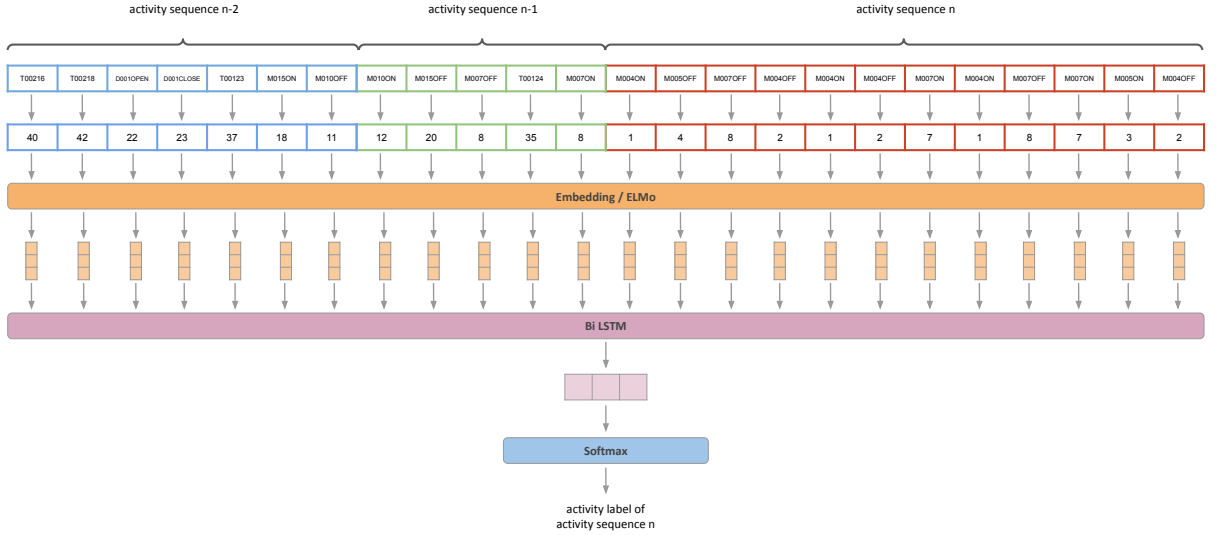 activity sequence n-2 activity sequence n-1 activity sequence n
T00216 T00218 D001OPEN D001CLOSE T00123 M015ON M010OFF M010ON M015OFF M007OFF T00124 M007ON M004ON M005OFF M007OFF M004OFF M004ON M004OFF M007ON M004ON M007OFF M007ON M005ON M004OFF
40 42 22 23 37 18 11 12 20 8 35 8 1 4 8 2 1 2 7 1 8 7 3 2
Embedding / ELMo
Bi LSTM
Softmax
activity label of
activity sequence n